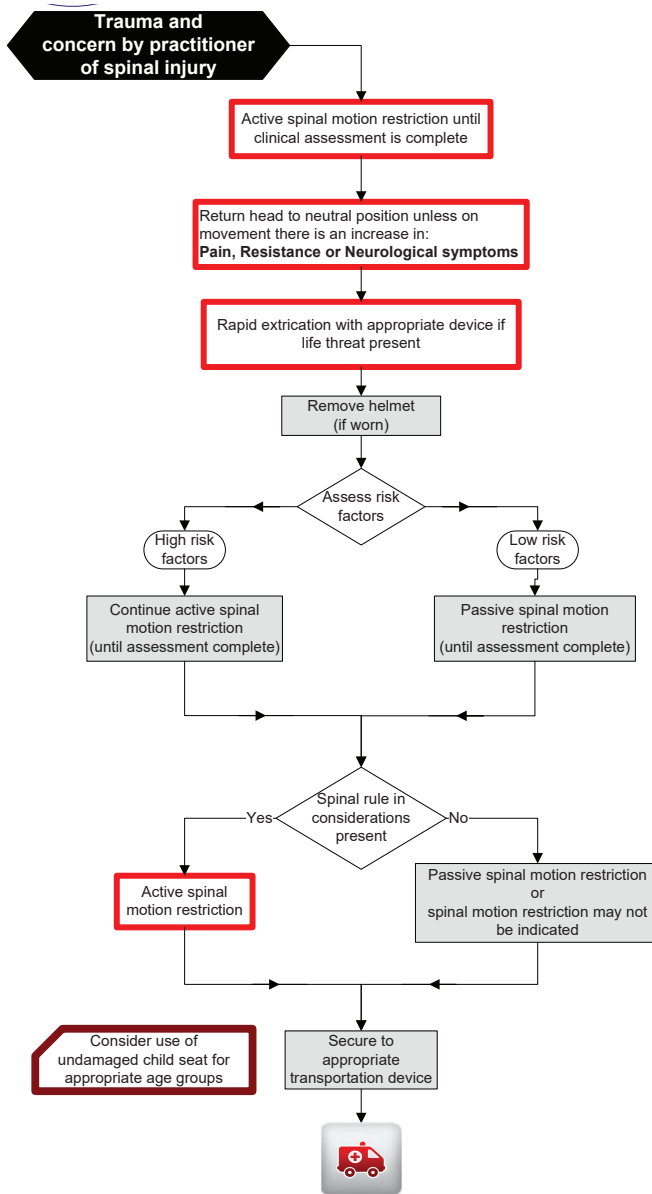 Trauma and
concern by practitioner
of spinal injury
Active spinal motion restriction until
clinical assessment is complete
Return head to neutral position unless on
movement there is an increase in:
Pain, Resistance or Neurological symptoms
Rapid extrication with appropriate device if
life threat present
Remove helmet
(if worn)
Assess risk
factors
High risk
factors
Low risk
factors
Continue active spinal
motion restriction
(until assessment complete)
Passive spinal motion
restriction
(until assessment complete)
Spinal rule in
considerations
present
Yes
No
Active spinal
motion restriction
Passive spinal motion restriction
or
spinal motion restriction may not
be indicated
Consider use of
undamaged child seat for
appropriate age groups
Secure to
appropriate
transportation device